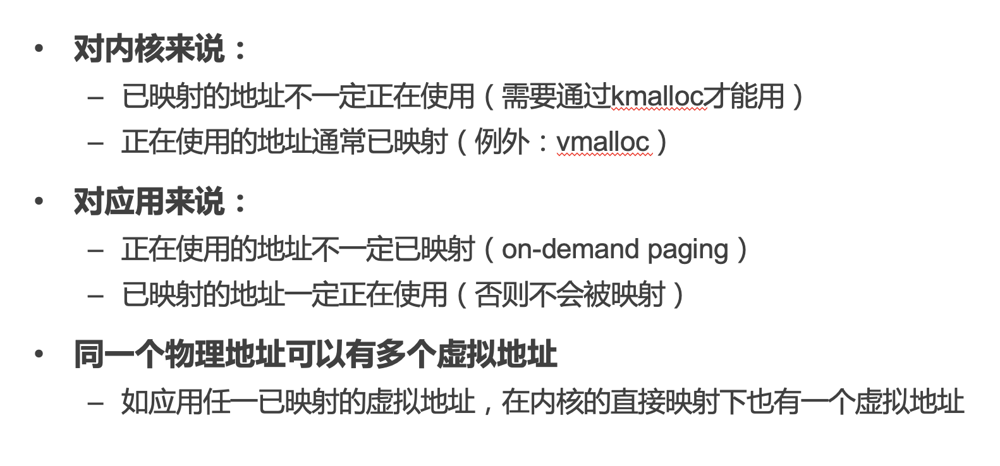 • 对内核来说：
– 已映射的地址不一定正在使用（需要通过kmalloc才能用）
– 正在使用的地址通常已映射（例外：vmalloc）
• 对应用来说：
– 正在使用的地址不一定已映射（on-demand paging）
– 已映射的地址一定正在使用（否则不会被映射）
• 同一个物理地址可以有多个虚拟地址
– 如应用任一已映射的虚拟地址，在内核的直接映射下也有一个虚拟地址